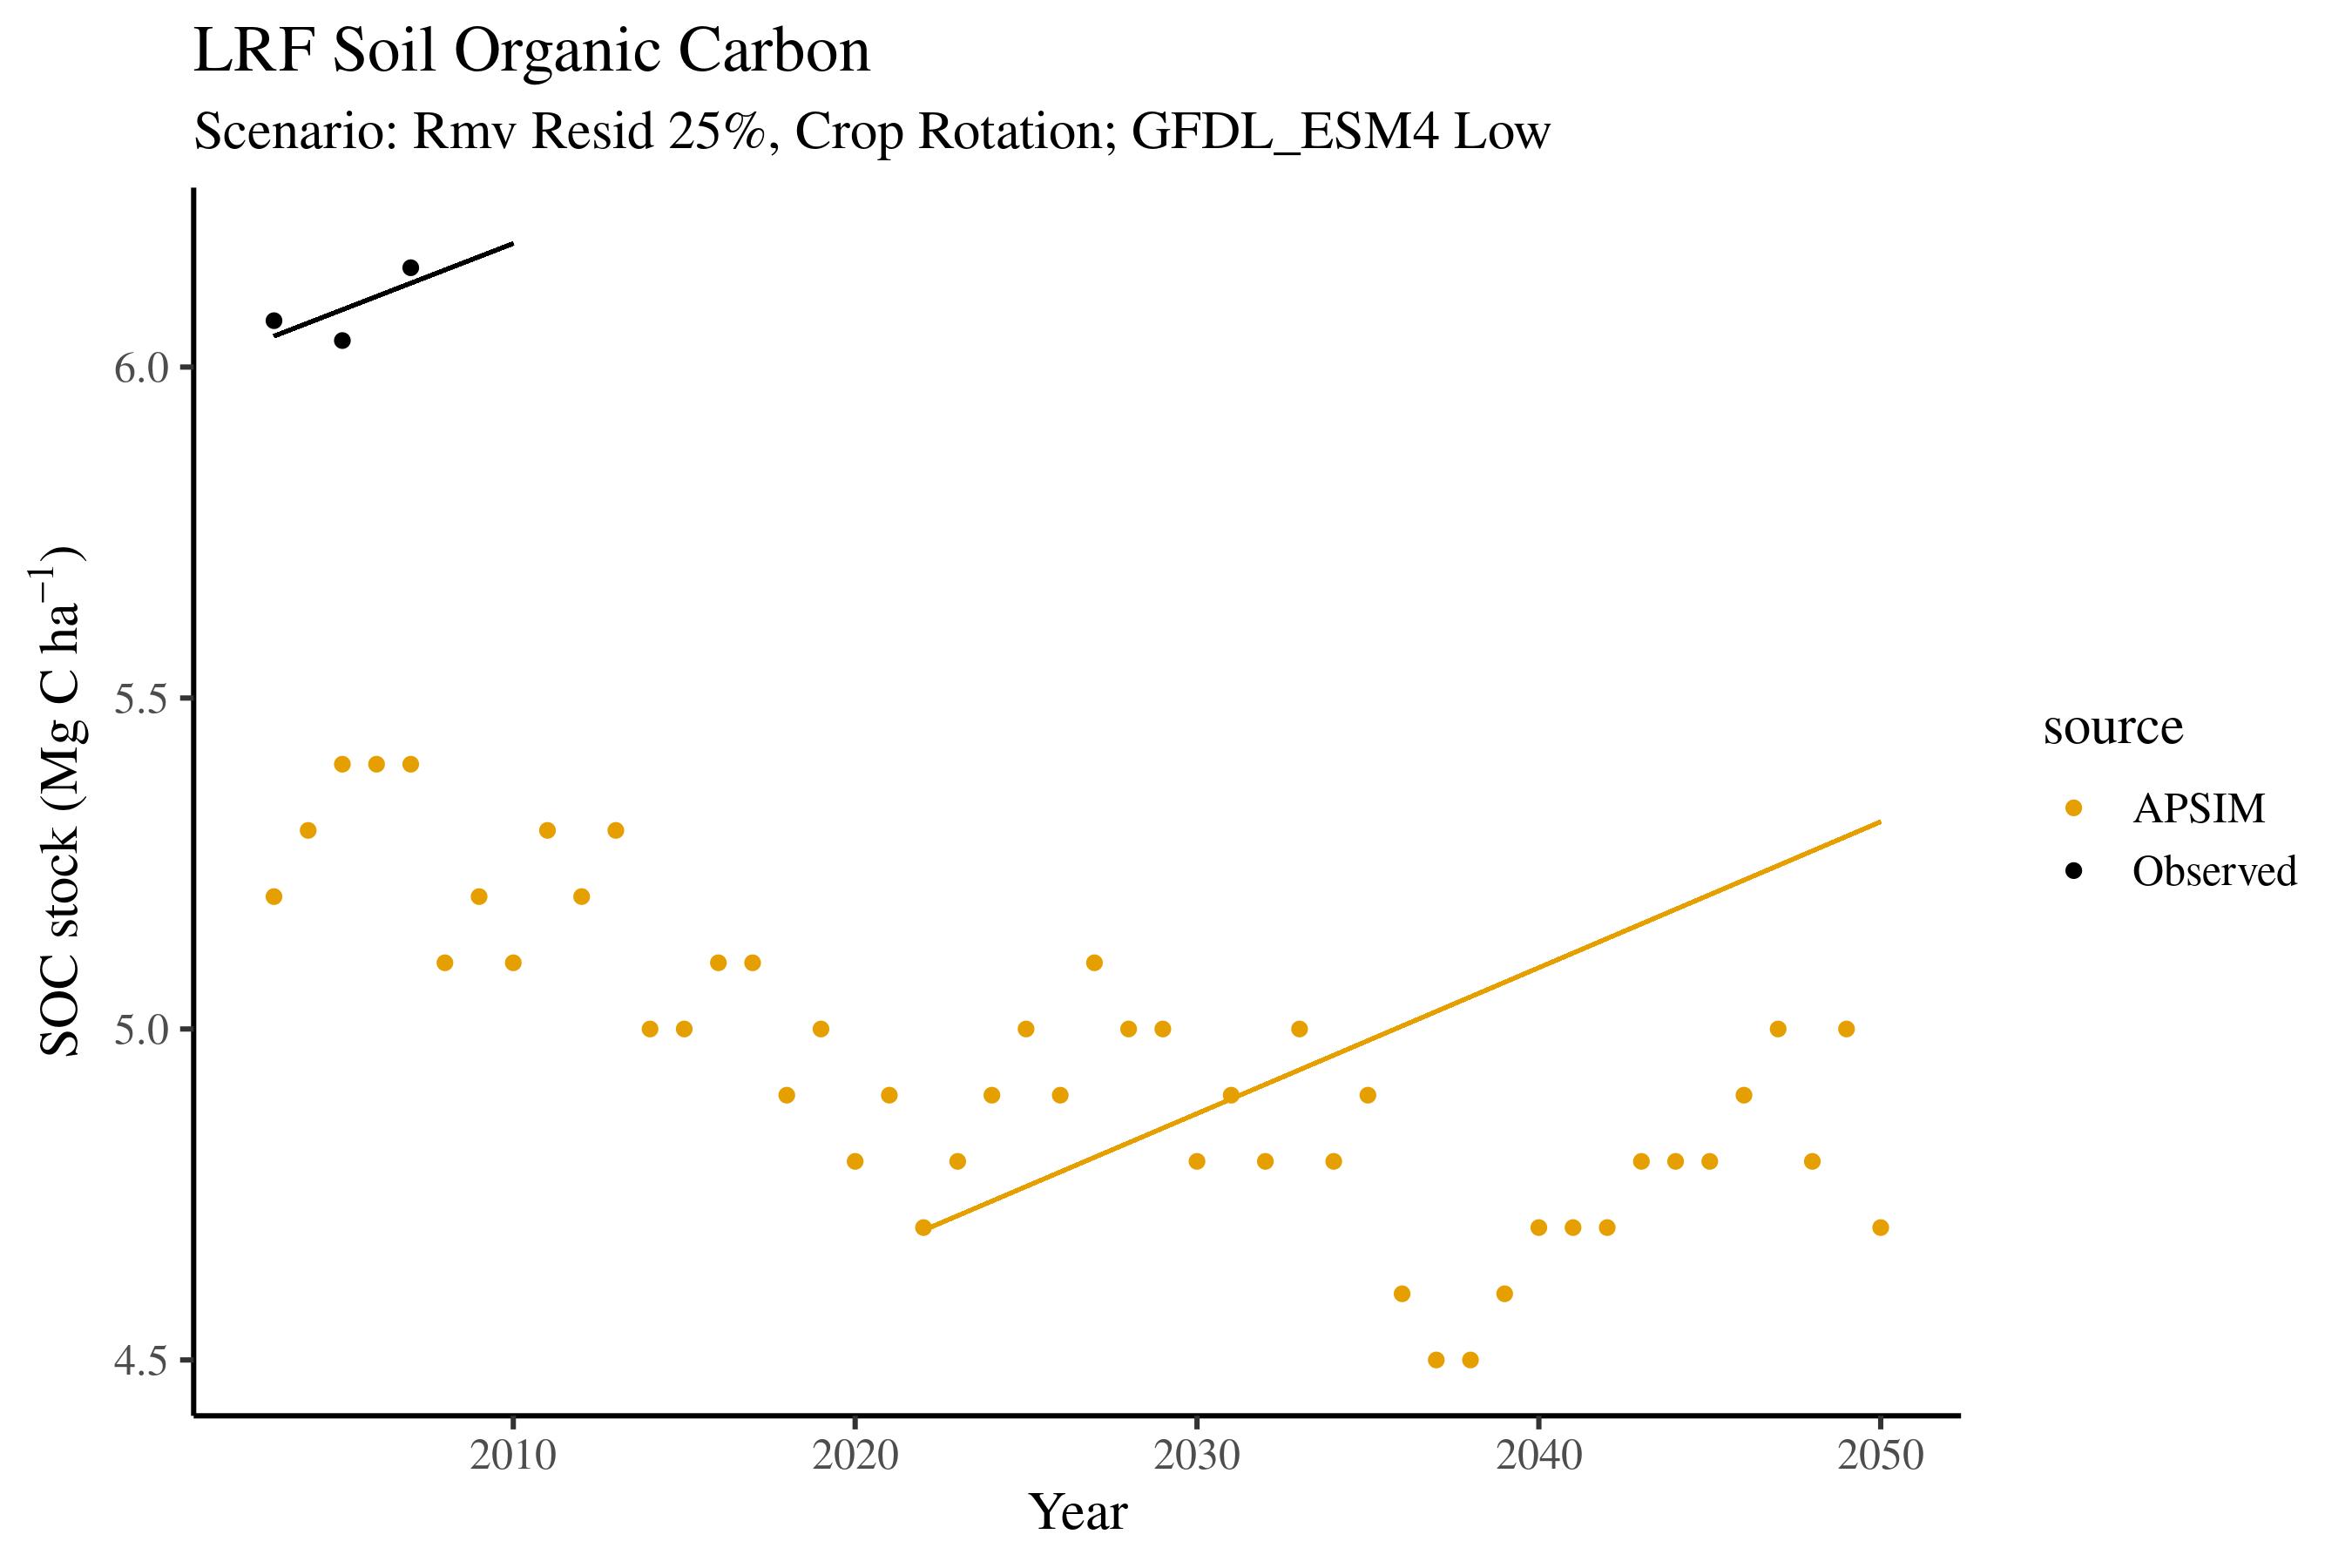 LRF Soil Organic Carbon
Scenario: Rmv Resid 25%, Crop Rotation; GFDL_ESM4 Low
SOC stock (Mg C ha⁻¹)
6.0
5.5
5.0
4.5
2010 2020 2030 2040 2050
Year
source
APSIM
Observed